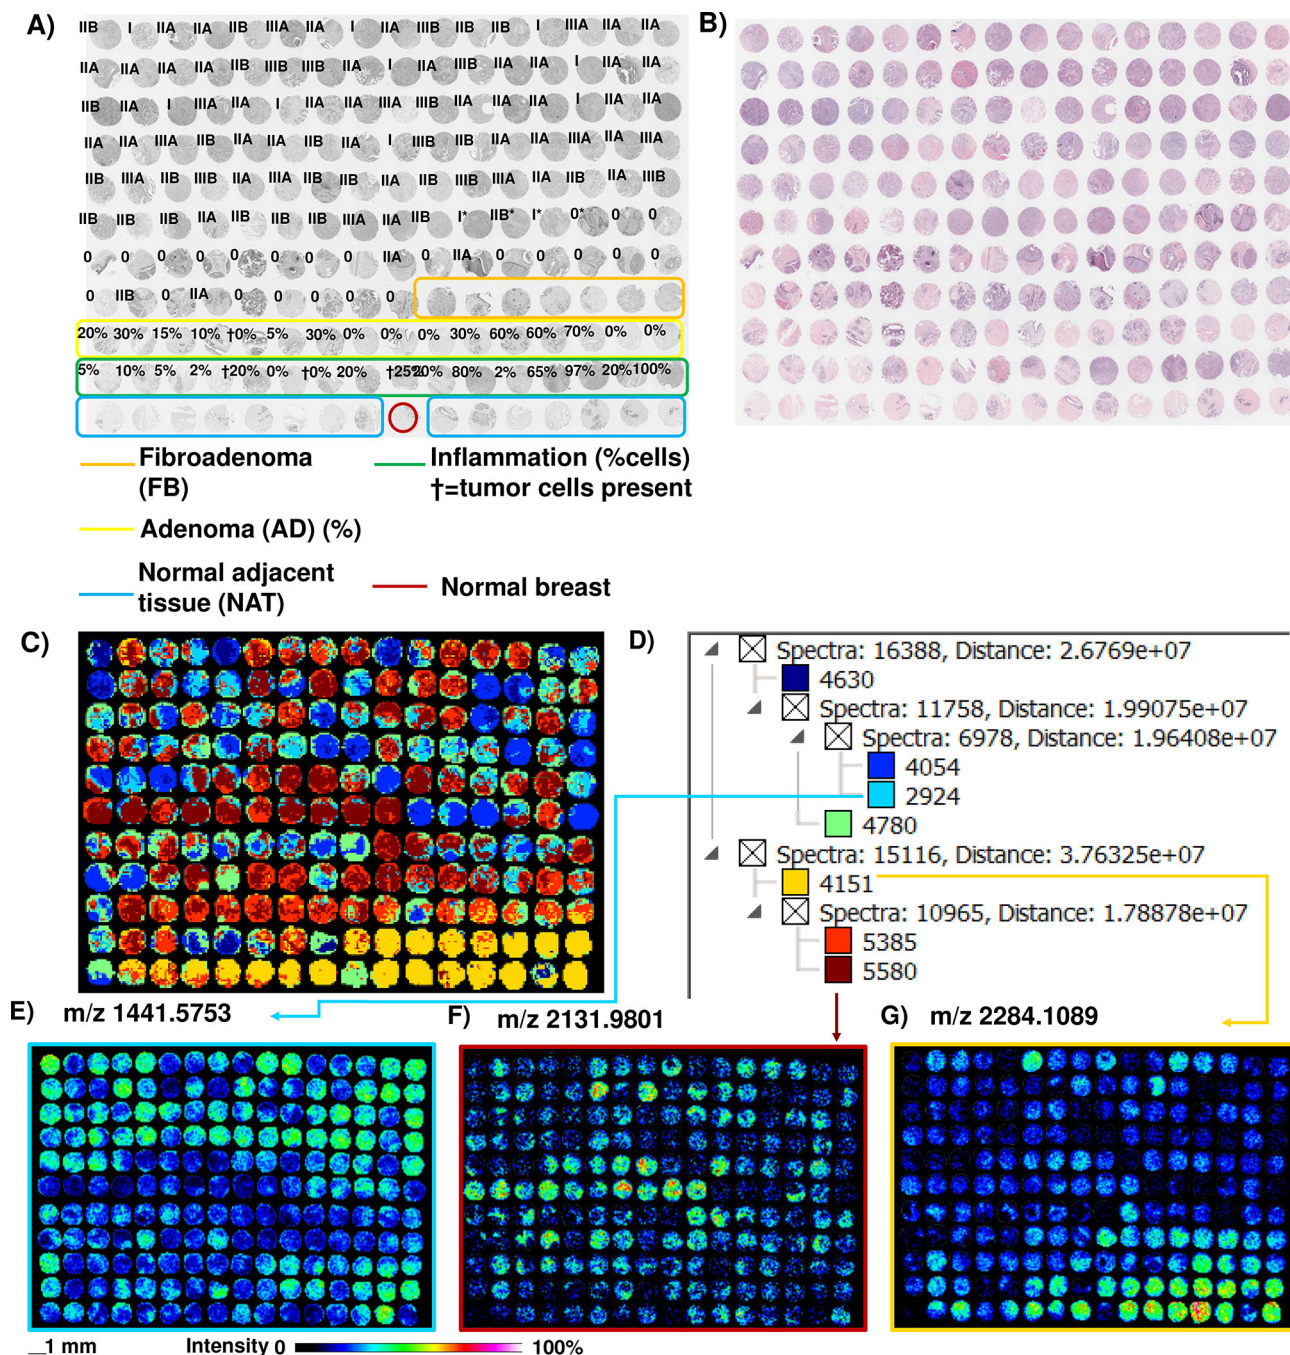 A)
B)
IIB I IIA IIA IIB IIIA IIA I IIA IIIB IIB IIB I IIIA IIA IIA
IIA IIA IIA IIA IIB IIIB IIIB IIA I IIA IIIB IIA IIA I IIA IIA
IIB IIA I IIIA IIA I IIA IIA IIIA IIIB IIA IIA IIA I IIA IIA
IIA IIA IIIA IIB IIA IIA IIB IIA I IIIB IIB IIA IIA IIIA IIA IIIA
IIB IIIA IIB IIB IIB IIIA IIB IIB IIA IIB IIIB IIIA IIA IIB IIA IIIB
IIB IIB IIB IIA IIB IIB IIB IIIA IIA IIB I* IIB* I* 0* 0 0
0 0 0 0 0 0 0 0 IIA 0 IIA 0 0 0 0 0
0 IIB 0 IIA 0 0 0 0 0
20% 30% 15% 10% †0% 5% 30% 0% 0% 0% 30% 60% 60% 70% 0% 0%
5% 10% 5% 2% †20% 0% †0% 20% †25% 20% 80% 2% 65% 97% 20% 100%
Fibroadenoma
(FB)
Inflammation (%cells)
†=tumor cells present
Adenoma (AD) (%)
Normal adjacent
tissue (NAT)
Normal breast
C)
D)
Spectra: 16388, Distance: 2.6769e+07
4630
Spectra: 11758, Distance: 1.99075e+07
Spectra: 6978, Distance: 1.96408e+07
4054
2924
4780
Spectra: 15116, Distance: 3.76325e+07
4151
Spectra: 10965, Distance: 1.78878e+07
5385
5580
E) m/z 1441.5753
F) m/z 2131.9801
G) m/z 2284.1089
1 mm
Intensity 0
100%